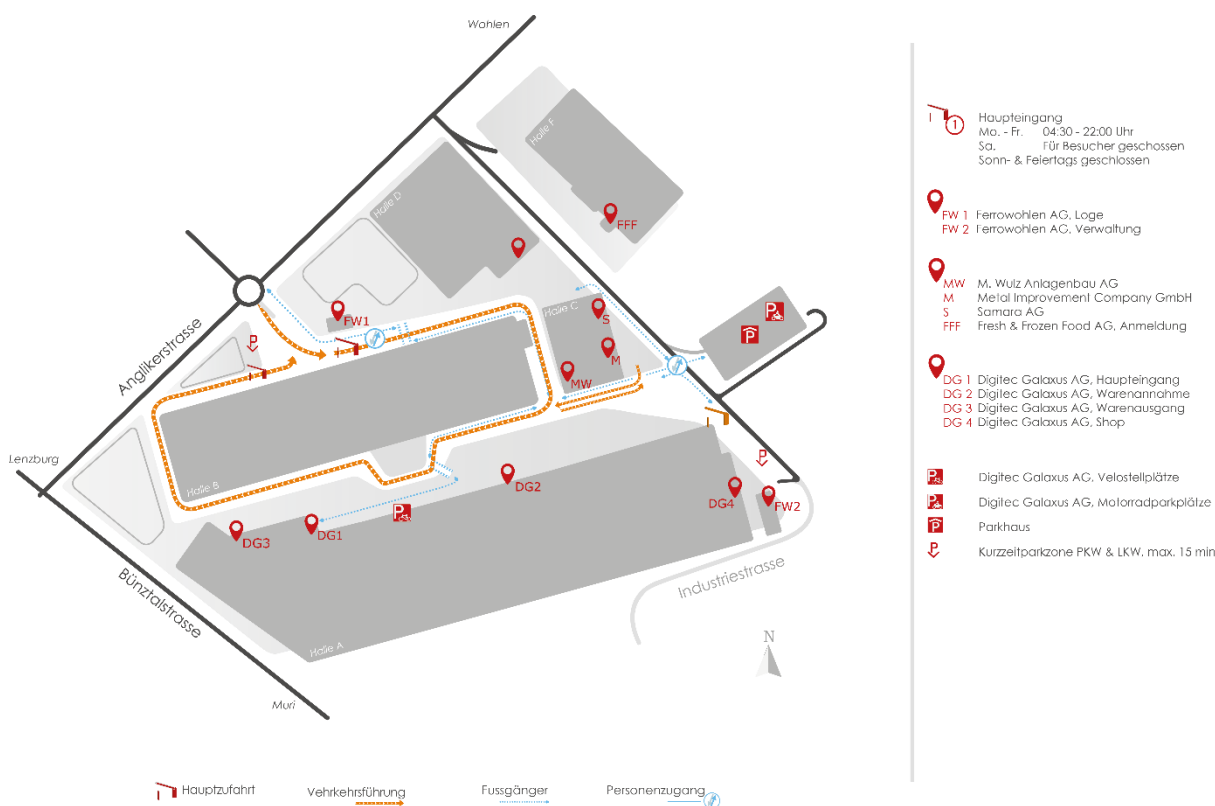 Wohlen
Halle F
Halle D
FFF
FW1
Halle C
S
M
MW
P
Anglikerstrasse
Lenzburg
Halle B
DG2
DG4
P
FW2
P
DG3
DG1
P
P
P
Bünztalstrasse
Industriestrasse
Halle A
N
Muri
Hauptzufahrt
Vehrkehrsführung
Fussgänger
Personenzugang
1
Haupteingang
Mo. - Fr. 04:30 - 22:00 Uhr
Sa. Für Besucher geschossen
Sonn- & Feiertags geschlossen
FW 1 Ferrowohlen AG, Loge
FW 2 Ferrowohlen AG, Verwaltung
MW M. Wulz Anlagenbau AG
M Metal Improvement Company GmbH
S Samara AG
FFF Fresh & Frozen Food AG, Anmeldung
DG 1 Digitec Galaxus AG, Haupteingang
DG 2 Digitec Galaxus AG, Warenannahme
DG 3 Digitec Galaxus AG, Warenausgang
DG 4 Digitec Galaxus AG, Shop
P Digitec Galaxus AG, Velostellplätze
P Digitec Galaxus AG, Motorradparkplätze
P Parkhaus
P Kurzzeitparkzone PKW & LKW, max. 15 min